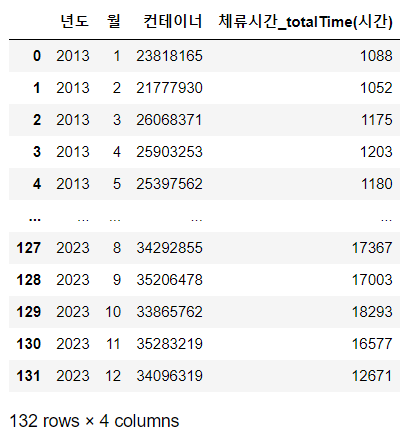 년도 월 컨테이너 체류시간_totalTime(시간)
0 2013 1 23818165 1088
1 2013 2 21777930 1052
2 2013 3 26068371 1175
3 2013 4 25903253 1203
4 2013 5 25397562 1180
... ... ... ... ...
127 2023 8 34292855 17367
128 2023 9 35206478 17003
129 2023 10 33865762 18293
130 2023 11 35283219 16577
131 2023 12 34096319 12671
132 rows × 4 columns